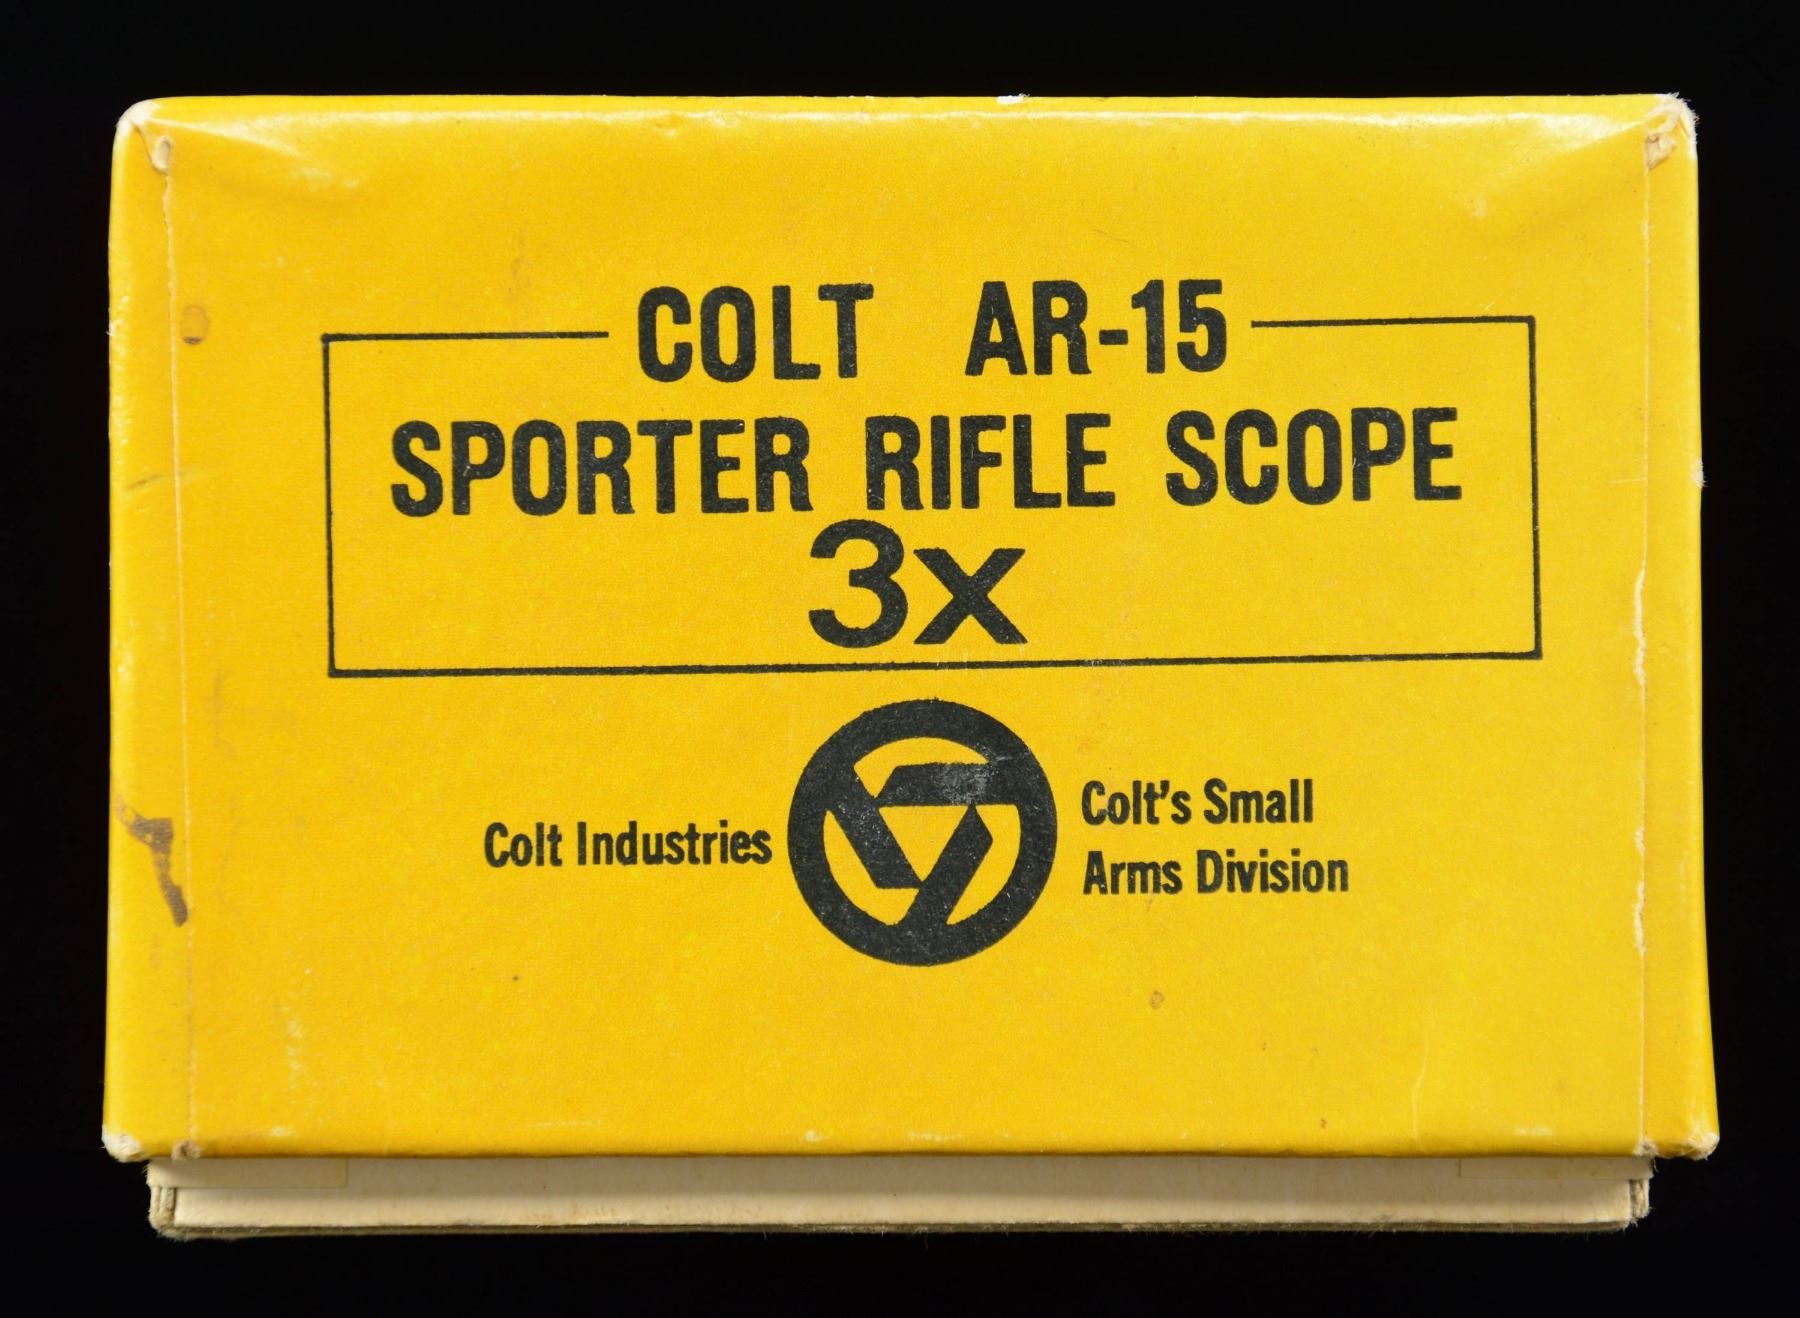 COLT AR-15
SPORTER RIFLE SCOPE
3x
Colt Industries
Colt's Small
Arms Division